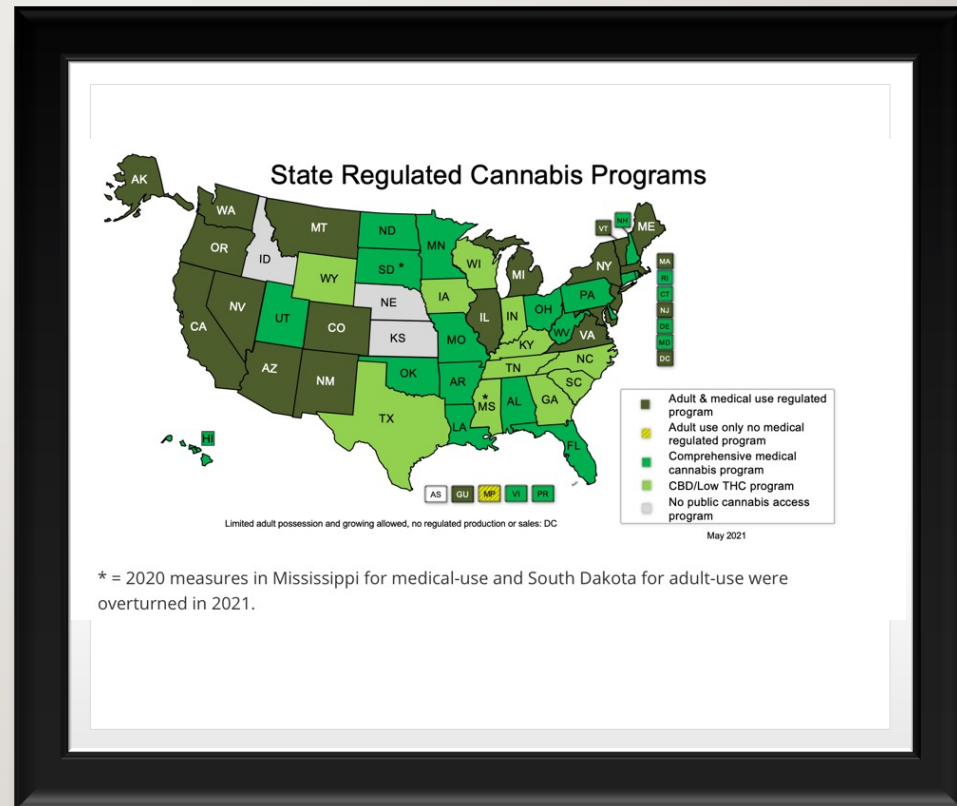 State Regulated Cannabis Programs
AK
WA
OR
CA
NV
ID
MT
WY
UT
AZ
CO
NM
ND
SD *
NE
KS
OK
TX
MN
IA
MO
AR
LA
WI
IL
MI
IN
OH
KY
TN
* MS
AL
GA
FL
SC
NC
VA
WV
PA
NY
VT
NH
ME
MA
RI
CT
NJ
DE
MD
DC
HI
AS
GU
MP
VI
PR
Adult & medical use regulated
program
Adult use only no medical
regulated program
Comprehensive medical
cannabis program
CBD/Low THC program
No public cannabis access
program
Limited adult possession and growing allowed, no regulated production or sales: DC
May 2021
* = 2020 measures in Mississippi for medical-use and South Dakota for adult-use were
overturned in 2021.